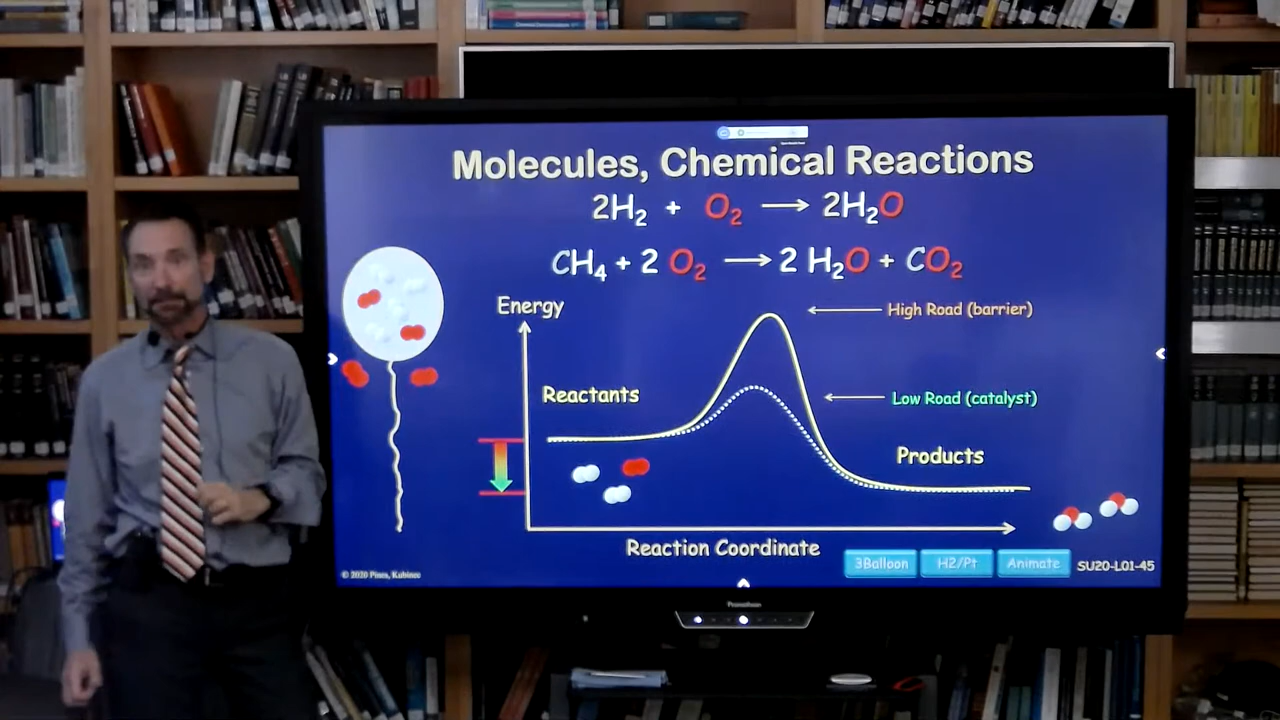 Molecules, Chemical Reactions
2H₂ + O₂ → 2H₂O
CH₄ + 2 O₂ → 2 H₂O + CO₂
Energy
High Road (barrier)
Reactants
Low Road (catalyst)
Products
Reaction Coordinate
3Balloon
H2/Pt
Animate
SU20-L01-45
© 2020 Pines, Kubinec
Promethean